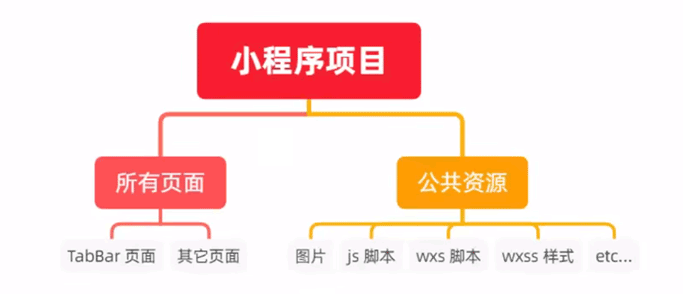 小程序项目
所有页面
公共资源
TabBar 页面
其它页面
图片
js 脚本
wxs 脚本
wxss 样式
etc...